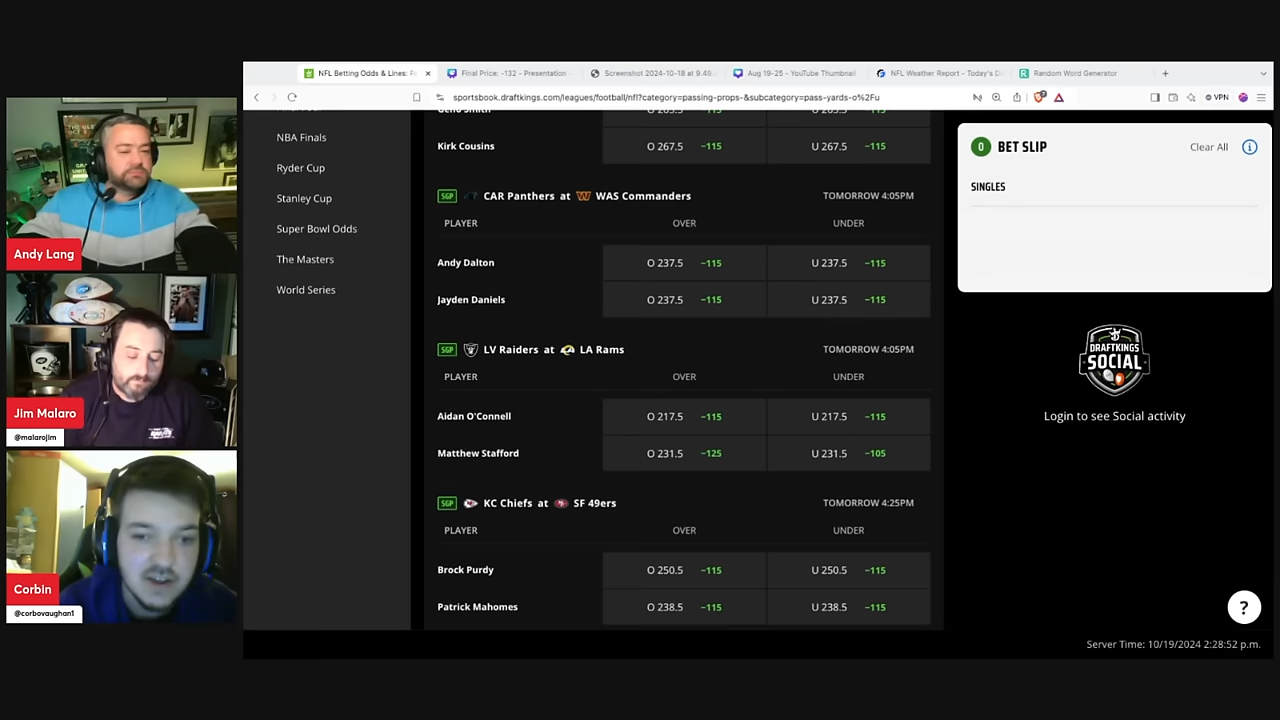 NFL Betting Odds & Lines: P
Final Price: -132 - Presentation
Screenshot 2024-10-18 at 9.49.
Aug 19-25 - YouTube Thumbnail
NFL Weather Report - Today's D
Random Word Generator
sportsbook.draftkings.com/leagues/football/nfl?category=passing-props-&subcategory=pass-yards-o%2Fu
VPN
Kirk Cousins O 267.5 −115 U 267.5 −115
NBA Finals
Ryder Cup
Stanley Cup
Super Bowl Odds
The Masters
World Series
SGP CAR Panthers at WAS Commanders TOMORROW 4:05PM
PLAYER OVER UNDER
Andy Dalton O 237.5 −115 U 237.5 −115
Jayden Daniels O 237.5 −115 U 237.5 −115
SGP LV Raiders at LA Rams TOMORROW 4:05PM
PLAYER OVER UNDER
Aidan O'Connell O 217.5 −115 U 217.5 −115
Matthew Stafford O 231.5 −125 U 231.5 −105
SGP KC Chiefs at SF 49ers TOMORROW 4:25PM
PLAYER OVER UNDER
Brock Purdy O 250.5 −115 U 250.5 −115
Patrick Mahomes O 238.5 −115 U 238.5 −115
0 BET SLIP Clear All
SINGLES
DRAFTKINGS
SOCIAL
Login to see Social activity
?
Server Time: 10/19/2024 2:28:52 p.m.
Andy Lang
Jim Malaro
@malarojim
Corbin
@corbovaughan1